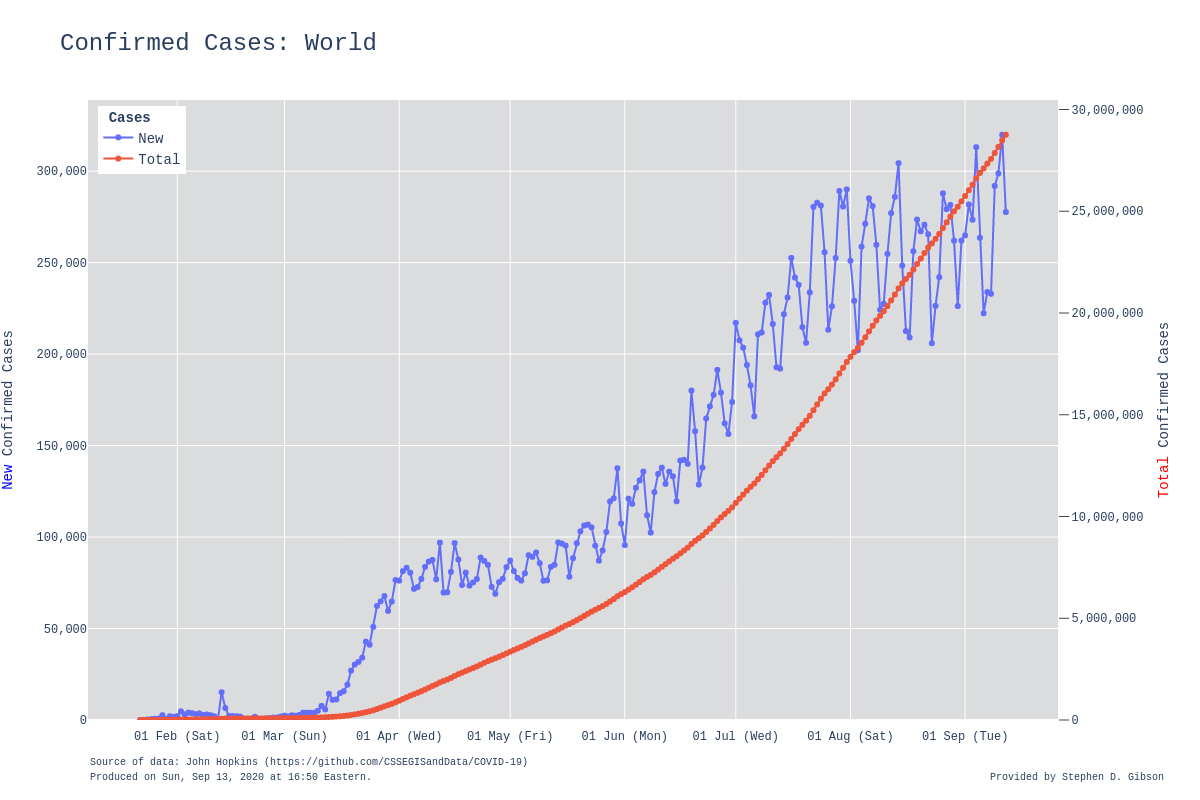 Confirmed Cases: World
Cases
New
Total
300,000
250,000
200,000
150,000
100,000
50,000
0
New Confirmed Cases
30,000,000
25,000,000
20,000,000
15,000,000
10,000,000
5,000,000
0
Total Confirmed Cases
01 Feb (Sat) 01 Mar (Sun) 01 Apr (Wed) 01 May (Fri) 01 Jun (Mon) 01 Jul (Wed) 01 Aug (Sat) 01 Sep (Tue)
Source of data: John Hopkins (https://github.com/CSSEGISandData/COVID-19)
Produced on Sun, Sep 13, 2020 at 16:50 Eastern.
Provided by Stephen D. Gibson